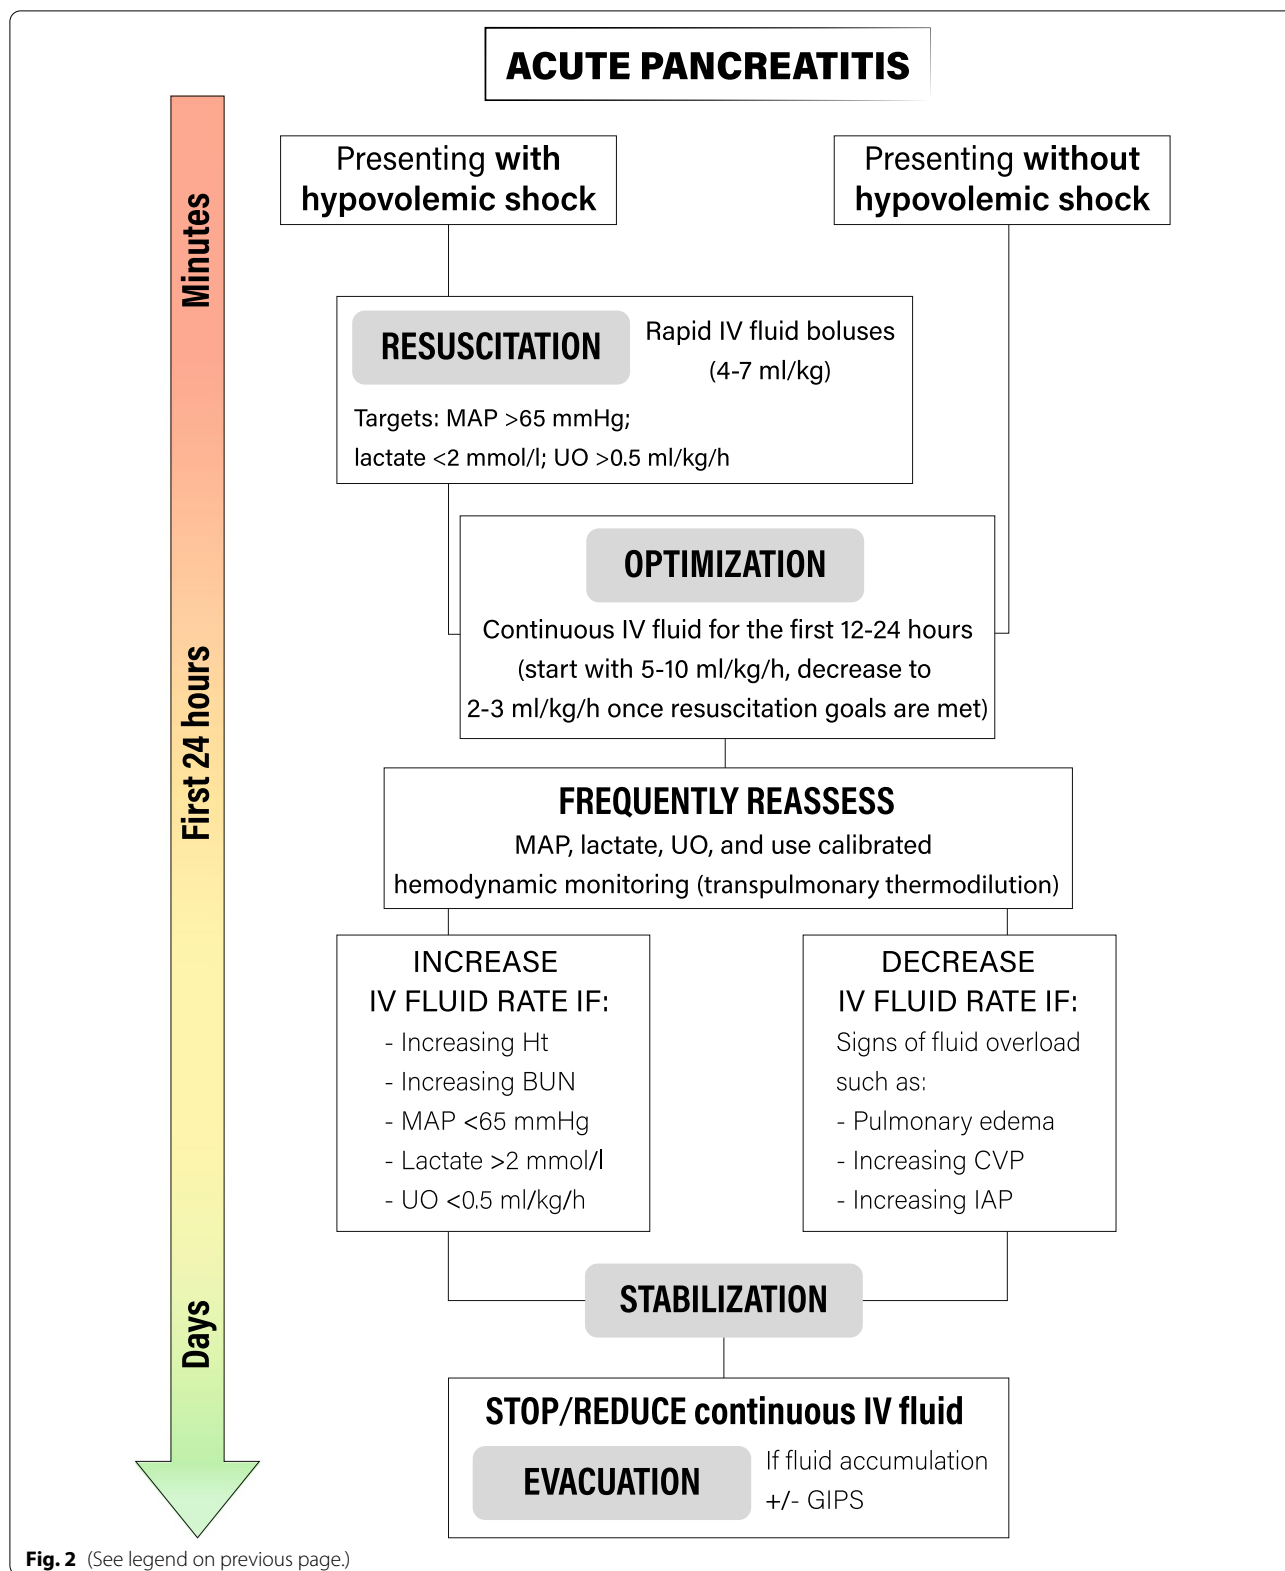 ACUTE PANCREATITIS
Minutes
First 24 hours
Days
Presenting with
hypovolemic shock
Presenting without
hypovolemic shock
RESUSCITATION
Rapid IV fluid boluses
(4-7 ml/kg)
Targets: MAP >65 mmHg;
lactate <2 mmol/l; UO >0.5 ml/kg/h
OPTIMIZATION
Continuous IV fluid for the first 12-24 hours
(start with 5-10 ml/kg/h, decrease to
2-3 ml/kg/h once resuscitation goals are met)
FREQUENTLY REASSESS
MAP, lactate, UO, and use calibrated
hemodynamic monitoring (transpulmonary thermodilution)
INCREASE
IV FLUID RATE IF:
- Increasing Ht
- Increasing BUN
- MAP <65 mmHg
- Lactate >2 mmol/l
- UO <0.5 ml/kg/h
DECREASE
IV FLUID RATE IF:
Signs of fluid overload
such as:
- Pulmonary edema
- Increasing CVP
- Increasing IAP
STABILIZATION
STOP/REDUCE continuous IV fluid
EVACUATION
If fluid accumulation
+/- GIPS
Fig. 2 (See legend on previous page.)